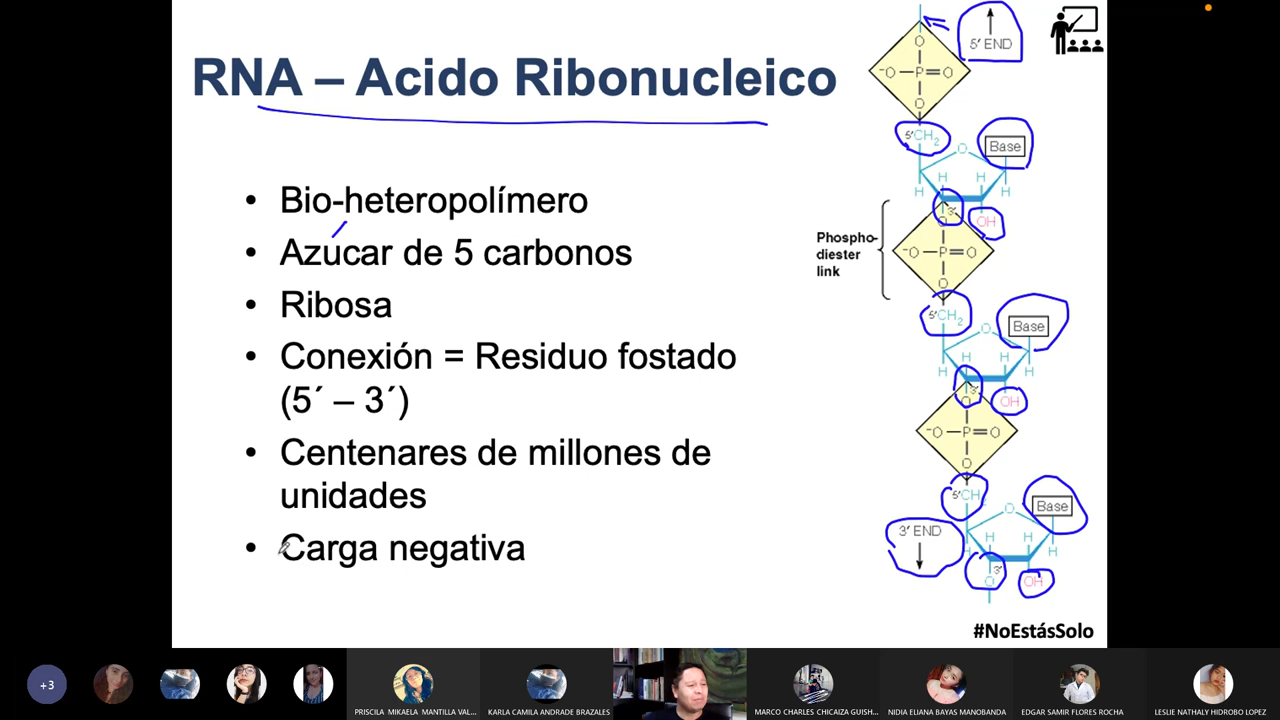 RNA – Acido Ribonucleico
• Bio-heteropolímero
• Azucar de 5 carbonos
• Ribosa
• Conexión = Residuo fostado
(5´ – 3´)
• Centenares de millones de
unidades
• Carga negativa
5′ END
O
⁻O–P=O
O
5′CH₂
O
Base
H H
H H
3′
O OH
Phospho-
diester
link
⁻O–P=O
O
5′CH₂
O
Base
H H
H H
3′
O OH
⁻O–P=O
O
5′CH
O
Base
3′ END
H H
H H
3′
O OH
#NoEstásSolo
+3
PRISCILA MIKAELA MANTILLA VAL...
KARLA CAMILA ANDRADE BRAZALES
MARCO CHARLES CHICAIZA GUISH...
NIDIA ELIANA BAYAS MANOBANDA
EDGAR SAMIR FLORES ROCHA
LESLIE NATHALY HIDROBO LOPEZ